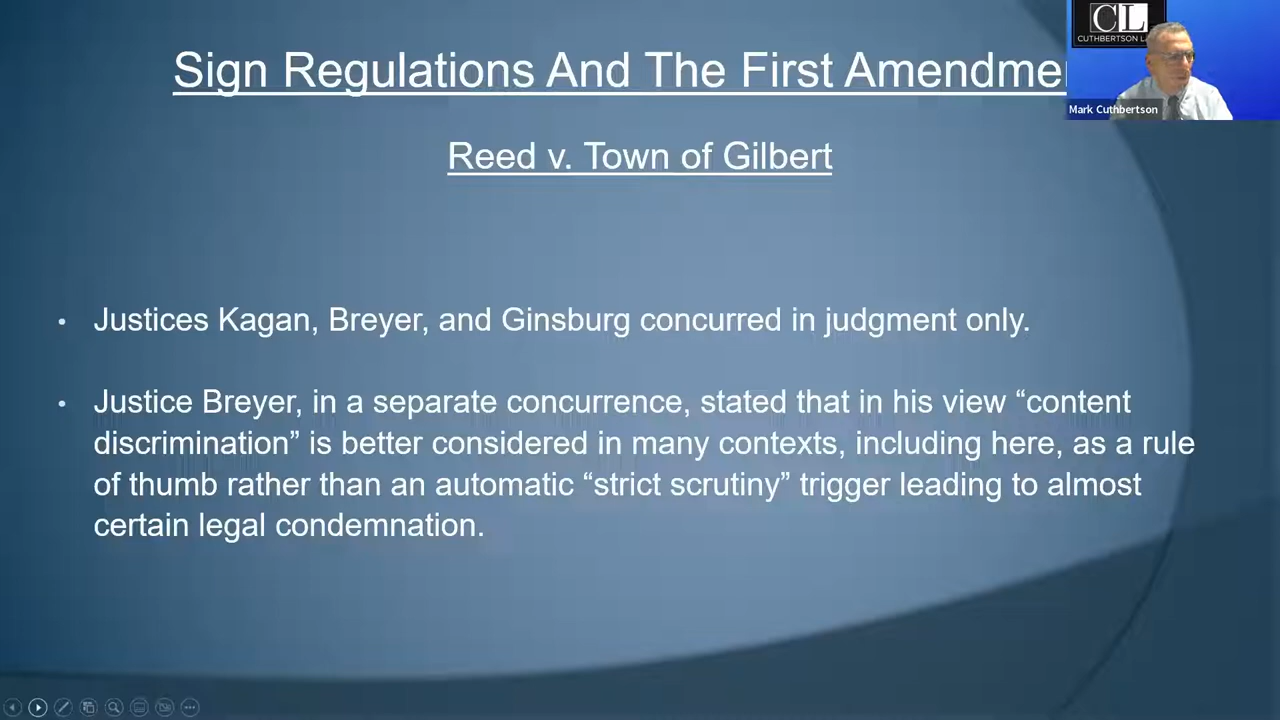 CL
CUTHBERTSON
Mark Cuthbertson
Sign Regulations And The First
Reed v. Town of Gilbert
• Justices Kagan, Breyer, and Ginsburg concurred in judgment only.
• Justice Breyer, in a separate concurrence, stated that in his view “content
discrimination” is better considered in many contexts, including here, as a rule
of thumb rather than an automatic “strict scrutiny” trigger leading to almost
certain legal condemnation.